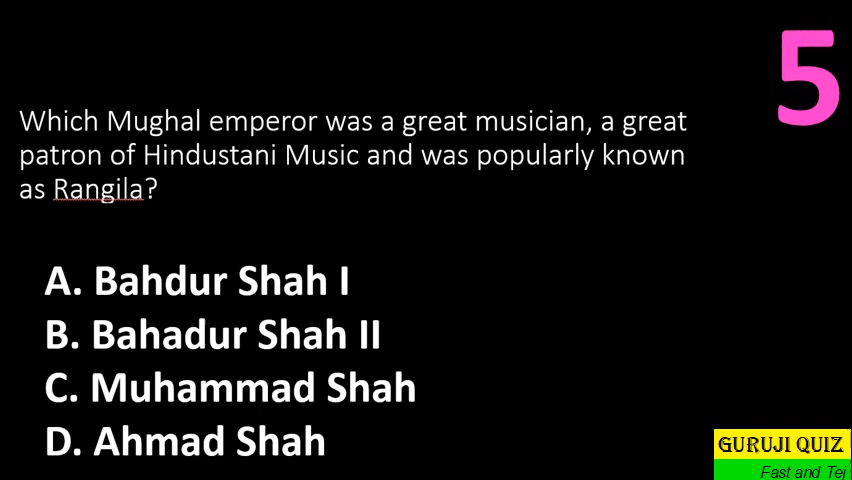 5
Which Mughal emperor was a great musician, a great
patron of Hindustani Music and was popularly known
as Rangila?
A. Bahdur Shah I
B. Bahadur Shah II
C. Muhammad Shah
D. Ahmad Shah
GURUJI QUIZ
Fast and Tej